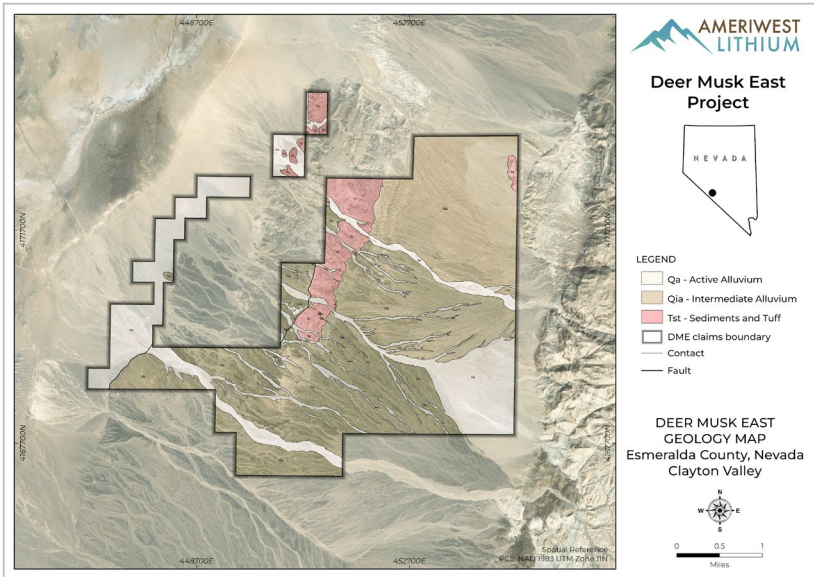 448700E
452700E
4171700N
4171700N
4167700N
4167700N
448700E
452700E
Spatial Reference
PCS: NAD 1983 UTM Zone 11N
AMERIWEST
LITHIUM
Deer Musk East
Project
NEVADA
LEGEND
Qa - Active Alluvium
Qia - Intermediate Alluvium
Tst - Sediments and Tuff
DME claims boundary
Contact
Fault
DEER MUSK EAST
GEOLOGY MAP
Esmeralda County, Nevada
Clayton Valley
N
W E
S
0 0.5 1
Miles